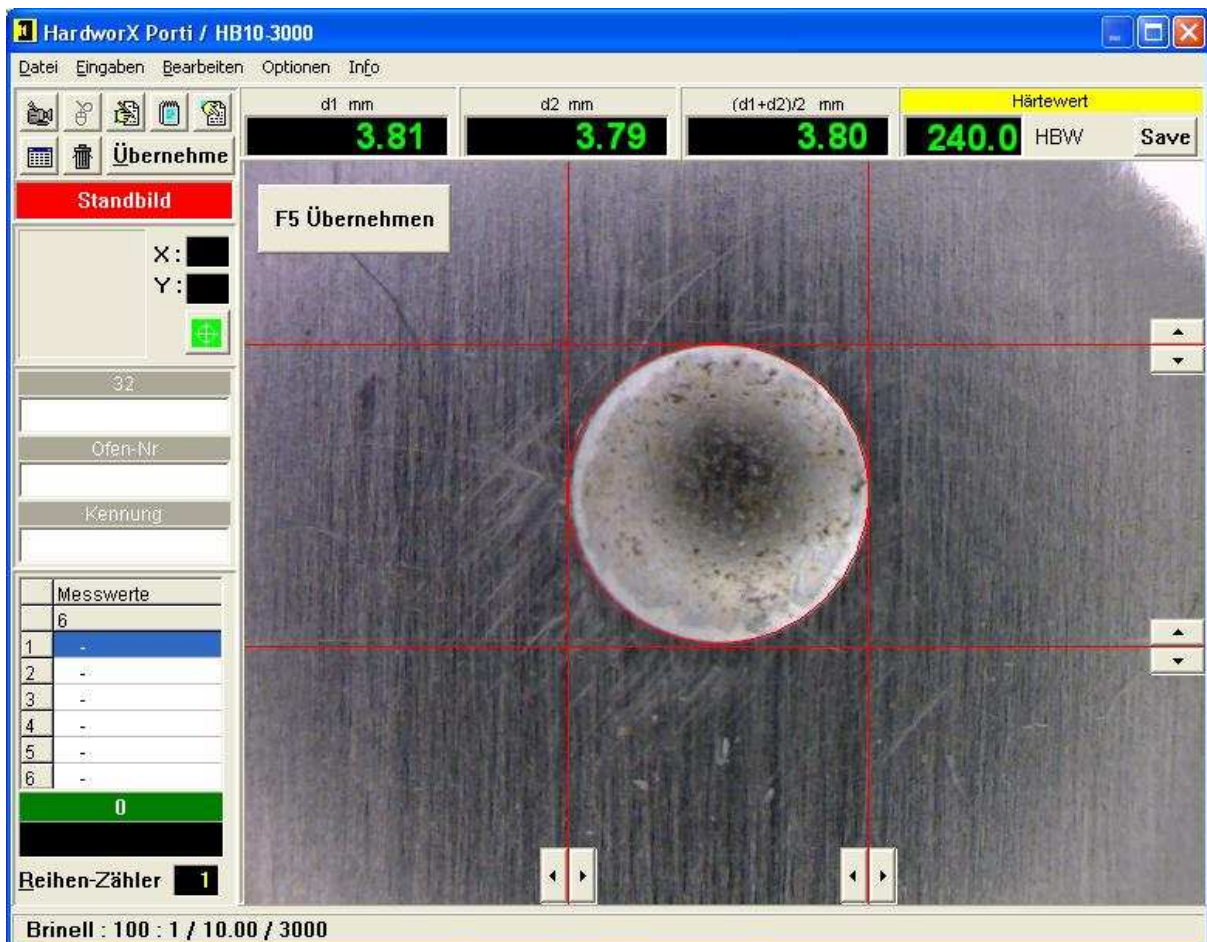 HardworX Porti / HB10-3000
Datei Eingaben Bearbeiten Optionen Info
d1 mm d2 mm (d1+d2)/2 mm Härtewert
3.81 3.79 3.80 240.0 HBW Save
Übernehme
Standbild
F5 Übernehmen
X :
Y :
32
Ofen-Nr
Kennung
Messwerte
6
1 -
2 -
3 -
4 -
5 -
6 -
0
Reihen-Zähler 1
Brinell : 100 : 1 / 10.00 / 3000